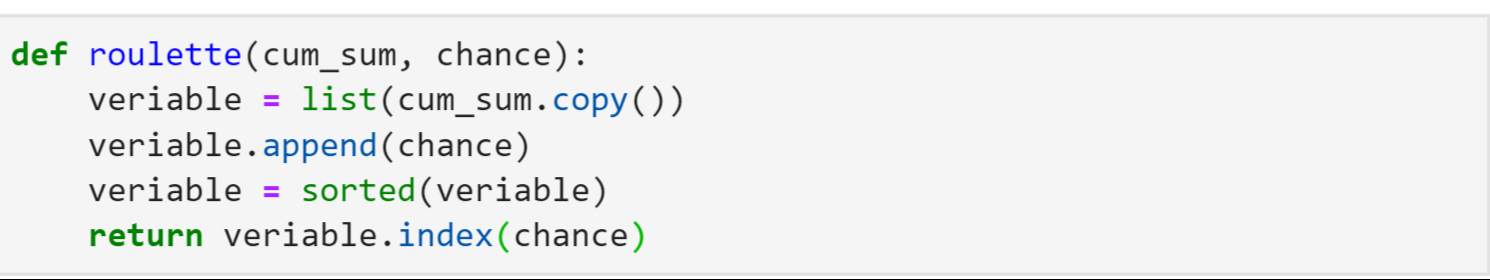 def roulette(cum_sum, chance):
    veriable = list(cum_sum.copy())
    veriable.append(chance)
    veriable = sorted(veriable)
    return veriable.index(chance)